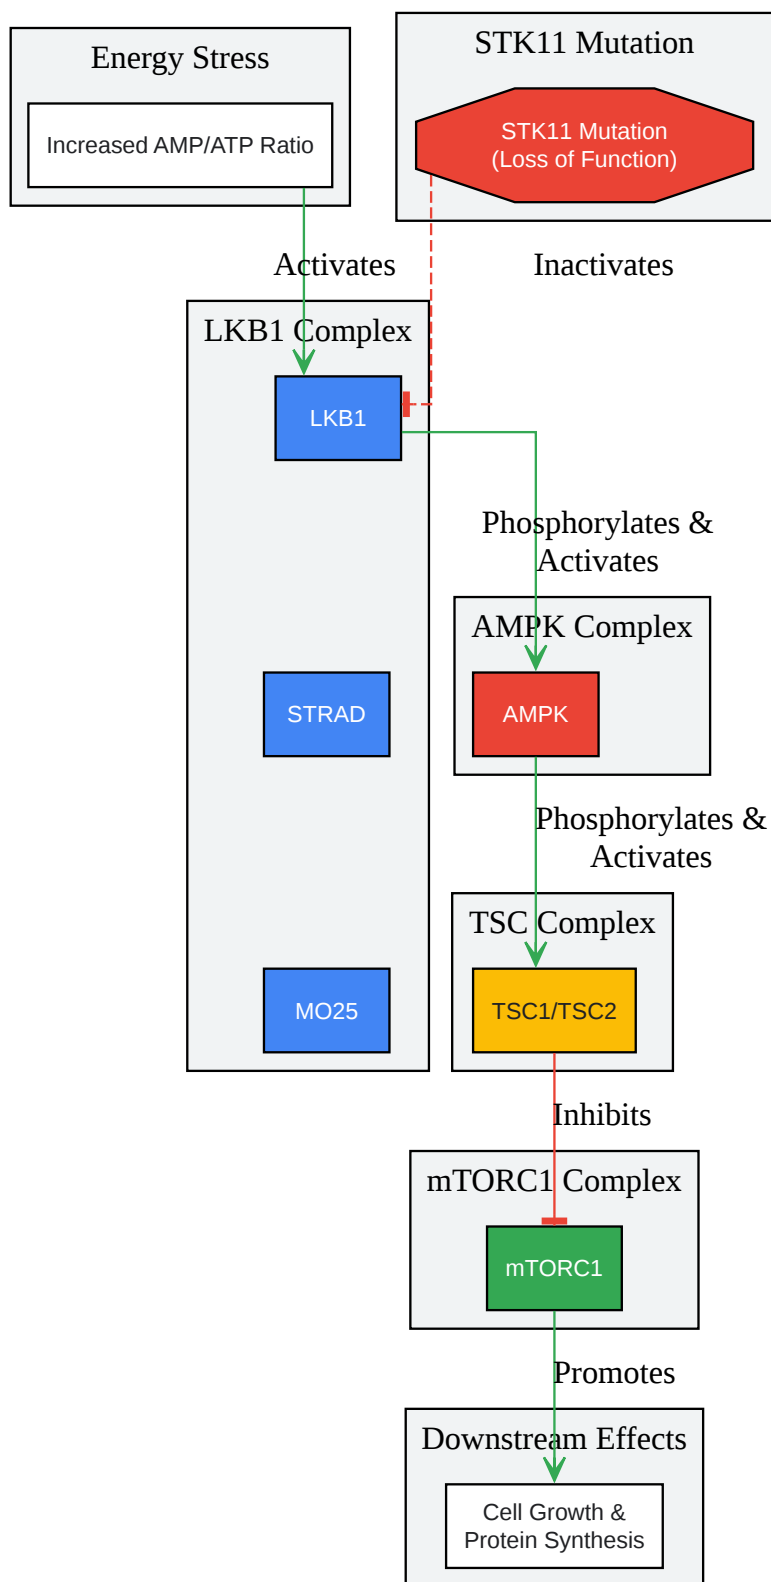 Energy Stress
Increased AMP/ATP Ratio
STK11 Mutation
STK11 Mutation
(Loss of Function)
Activates
Inactivates
LKB1 Complex
LKB1
Phosphorylates &
Activates
AMPK Complex
STRAD
AMPK
Phosphorylates &
Activates
TSC Complex
MO25
TSC1/TSC2
Inhibits
mTORC1 Complex
mTORC1
Promotes
Downstream Effects
Cell Growth &
Protein Synthesis